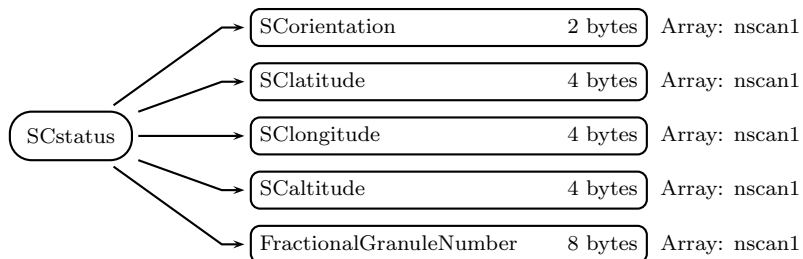 SCorientation 2 bytes Array: nscan1
SClatitude 4 bytes Array: nscan1
SCstatus
SClongitude 4 bytes Array: nscan1
SCaltitude 4 bytes Array: nscan1
FractionalGranuleNumber 8 bytes Array: nscan1